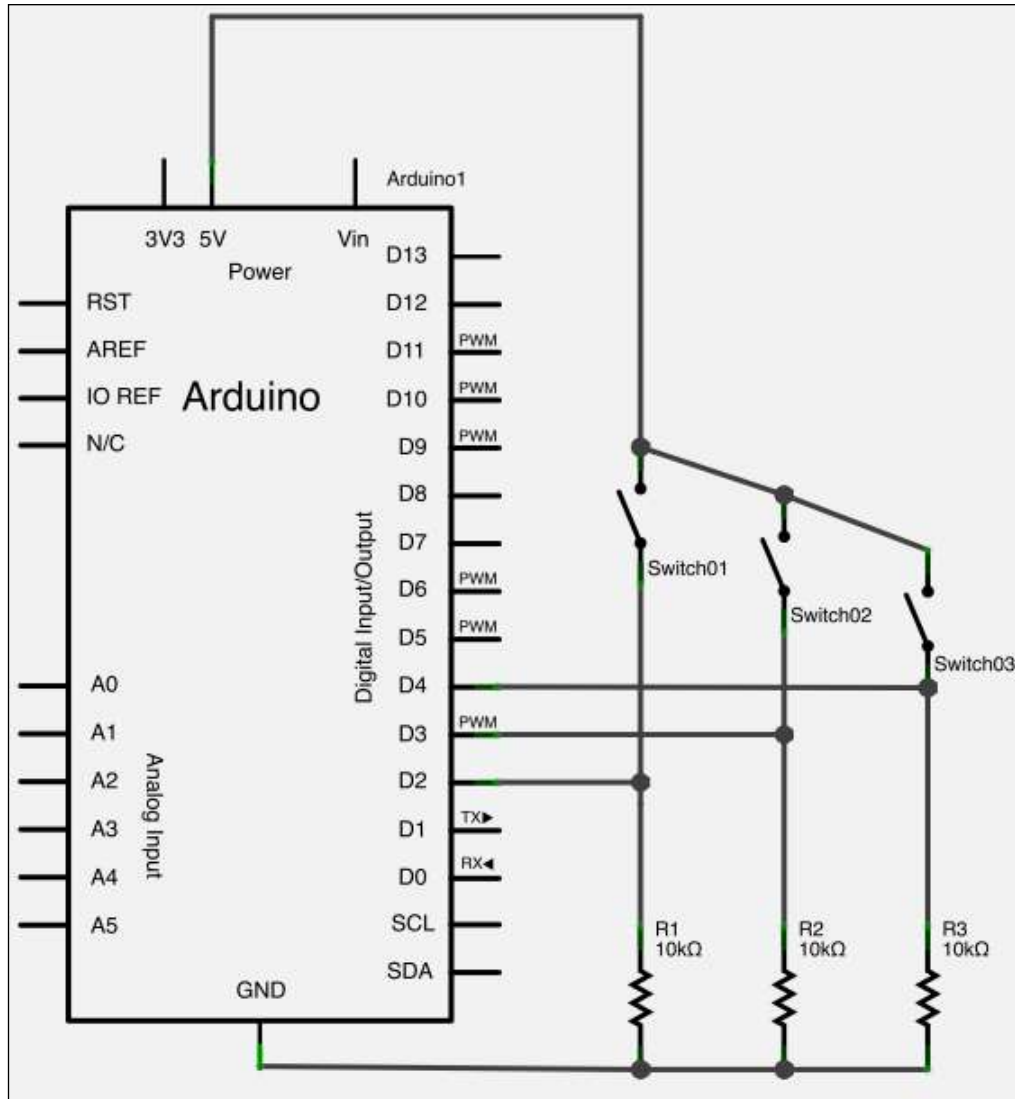 Arduino1
3V3 5V Vin
Power
D13
RST
D12
AREF
D11 PWM
IO REF
Arduino
D10 PWM
N/C
D9 PWM
D8
D7
D6 PWM
D5 PWM
Digital Input/Output
Switch01
Switch02
Switch03
A0
D4
A1
D3 PWM
A2
D2
A3
D1 TX▶
A4
D0 RX◀
A5
SCL
SDA
Analog Input
GND
R1
10kΩ
R2
10kΩ
R3
10kΩ